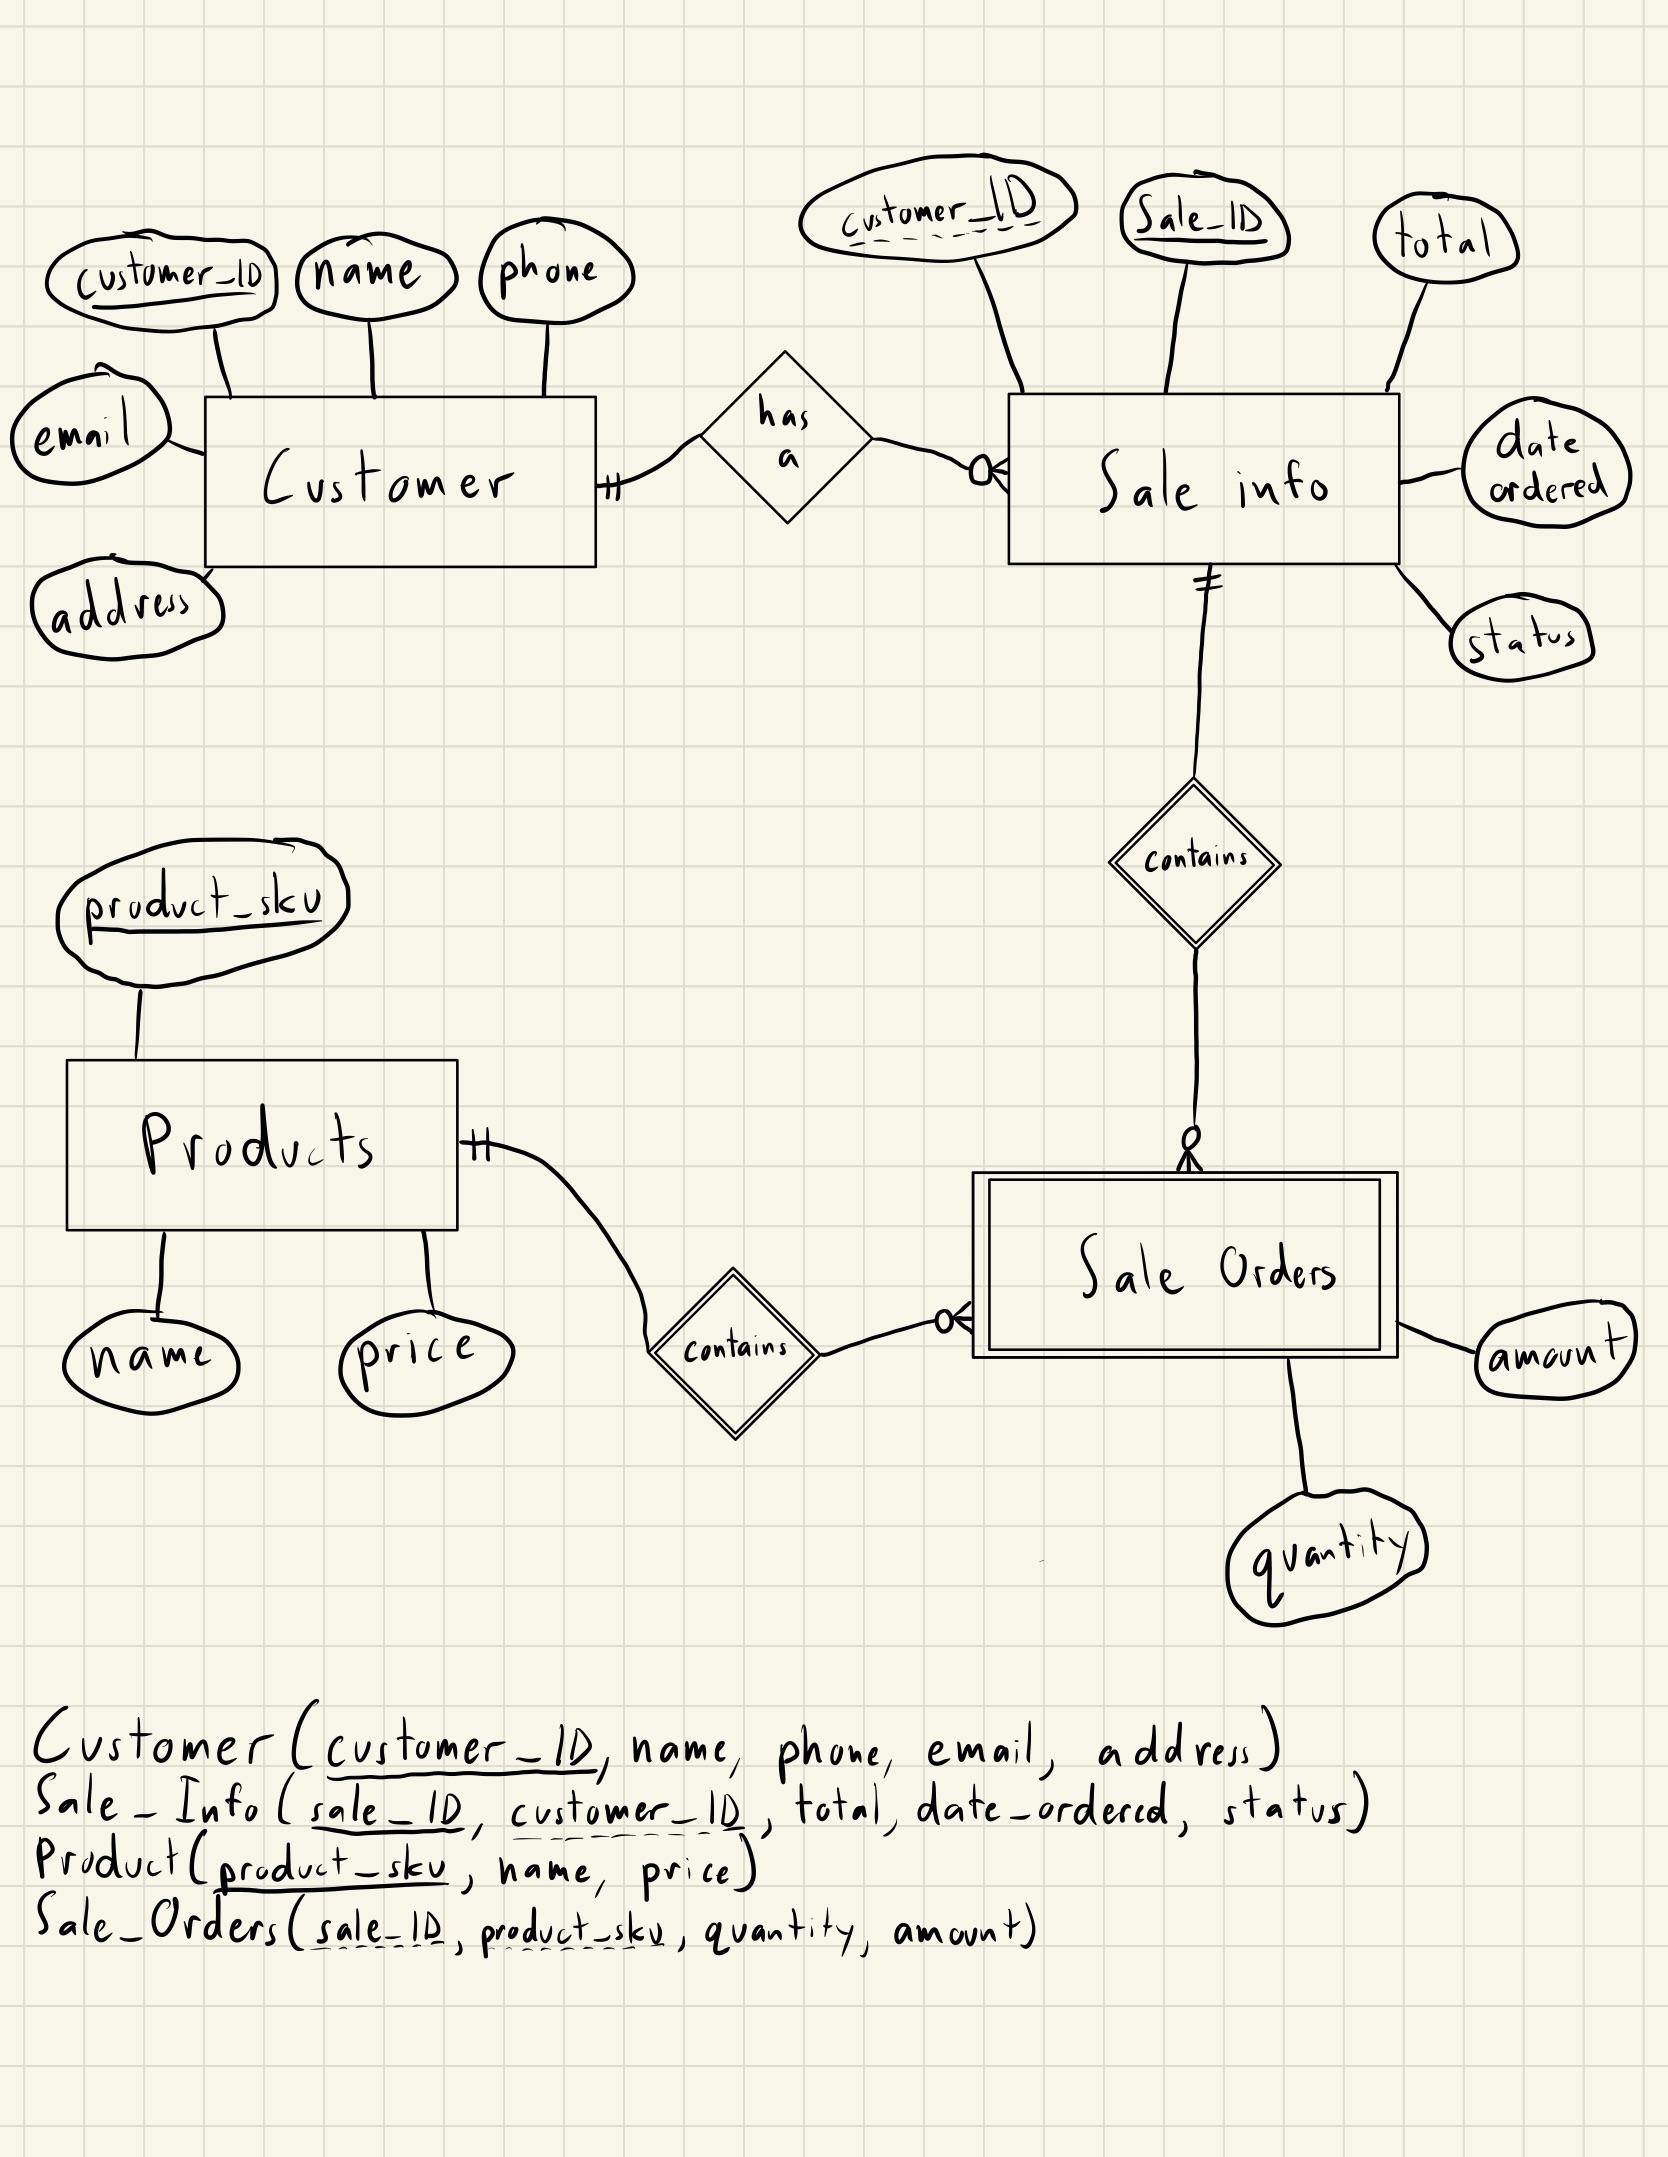 customer_ID
name
phone
email
address
Customer
has
a
customer_ID
Sale_ID
total
date
ordered
status
Sale info
contains
product_sku
Products
name
price
contains
Sale Orders
amount
quantity
Customer (customer_ID, name, phone, email, address)
Sale_Info (sale_ID, customer_ID, total, date_ordered, status)
Product(product_sku, name, price)
Sale_Orders(sale_ID, product_sku, quantity, amount)